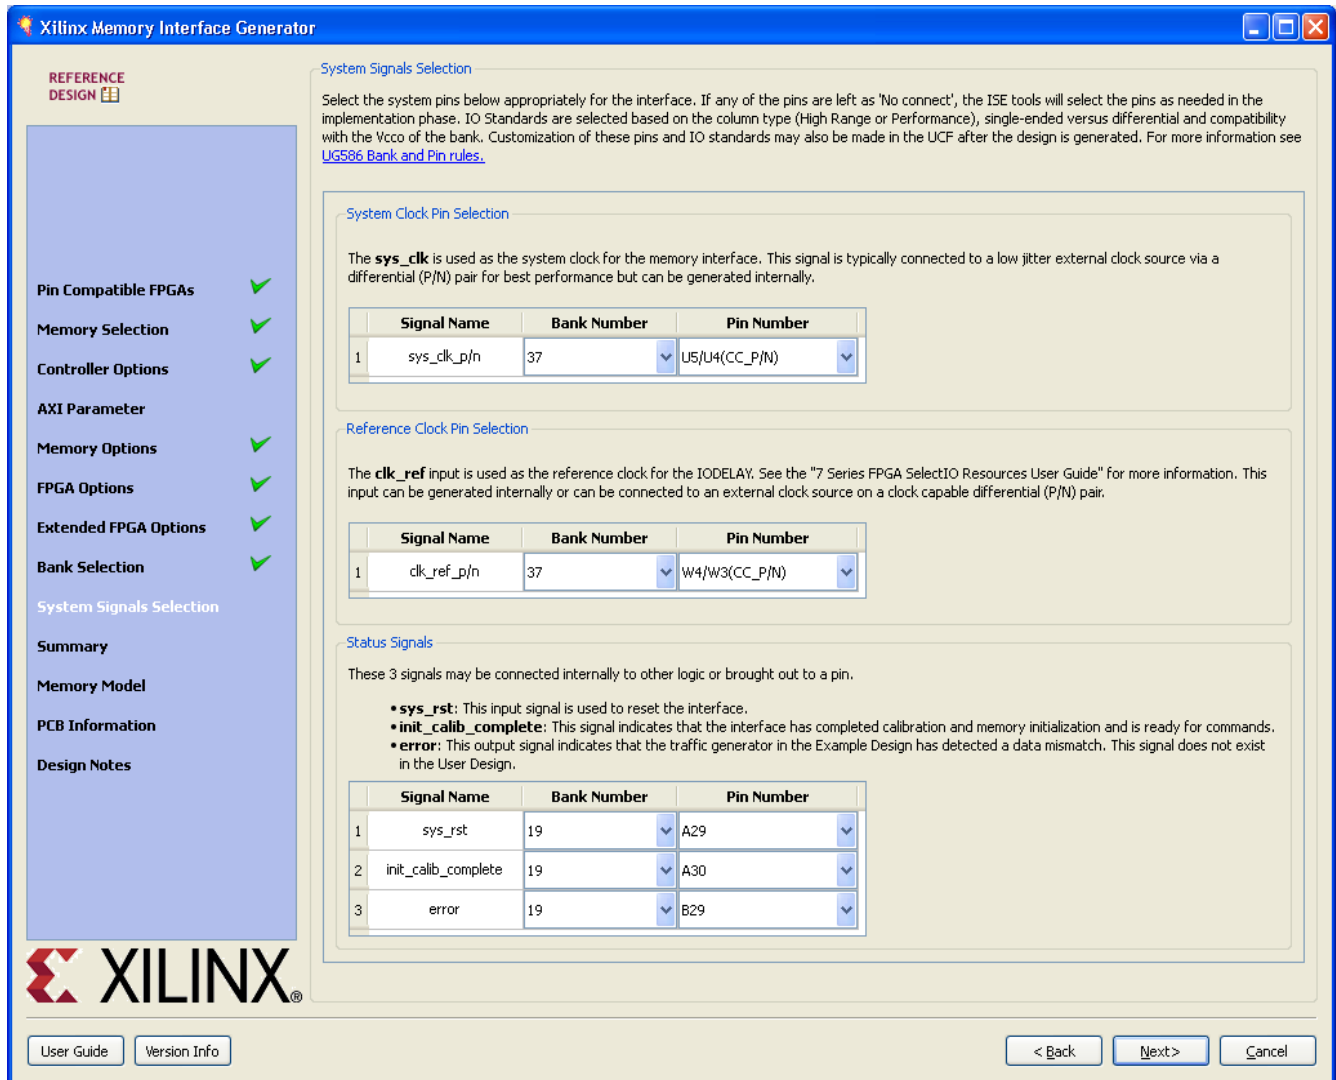 Xilinx Memory Interface Generator
REFERENCE
DESIGN
Pin Compatible FPGAs
Memory Selection
Controller Options
AXI Parameter
Memory Options
FPGA Options
Extended FPGA Options
Bank Selection
System Signals Selection
Summary
Memory Model
PCB Information
Design Notes
XILINX®
System Signals Selection
Select the system pins below appropriately for the interface. If any of the pins are left as 'No connect', the ISE tools will select the pins as needed in the
implementation phase. IO Standards are selected based on the column type (High Range or Performance), single-ended versus differential and compatibility
with the Vcco of the bank. Customization of these pins and IO standards may also be made in the UCF after the design is generated. For more information see
UG586 Bank and Pin rules.
System Clock Pin Selection
The sys_clk is used as the system clock for the memory interface. This signal is typically connected to a low jitter external clock source via a
differential (P/N) pair for best performance but can be generated internally.
Signal Name Bank Number Pin Number
1 sys_clk_p/n 37 U5/U4(CC_P/N)
Reference Clock Pin Selection
The clk_ref input is used as the reference clock for the IODELAY. See the "7 Series FPGA SelectIO Resources User Guide" for more information. This
input can be generated internally or can be connected to an external clock source on a clock capable differential (P/N) pair.
Signal Name Bank Number Pin Number
1 clk_ref_p/n 37 W4/W3(CC_P/N)
Status Signals
These 3 signals may be connected internally to other logic or brought out to a pin.
• sys_rst: This input signal is used to reset the interface.
• init_calib_complete: This signal indicates that the interface has completed calibration and memory initialization and is ready for commands.
• error: This output signal indicates that the traffic generator in the Example Design has detected a data mismatch. This signal does not exist
in the User Design.
Signal Name Bank Number Pin Number
1 sys_rst 19 A29
2 init_calib_complete 19 A30
3 error 19 B29
User Guide Version Info < Back Next> Cancel